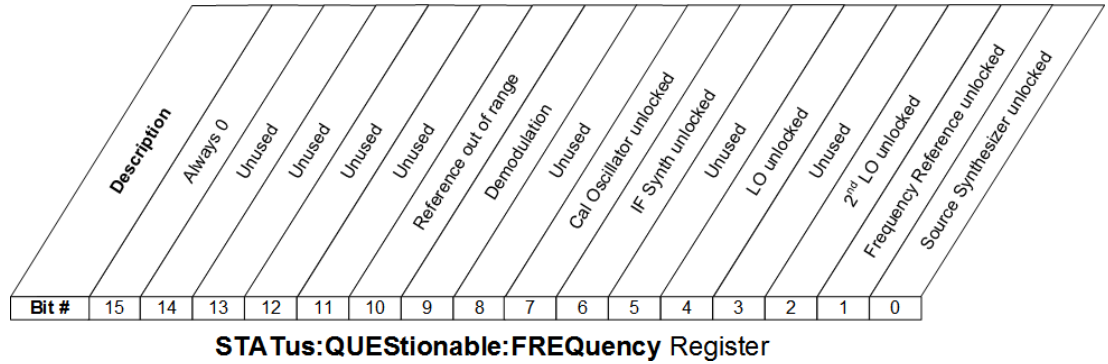 Description
Always 0
Unused
Unused
Unused
Unused
Reference out of range
Demodulation
Unused
Cal Oscillator unlocked
IF Synth unlocked
Unused
LO unlocked
Unused
2nd LO unlocked
Frequency Reference unlocked
Source Synthesizer unlocked
Bit # 15 14 13 12 11 10 9 8 7 6 5 4 3 2 1 0
STATus:QUEStionable:FREQuency Register